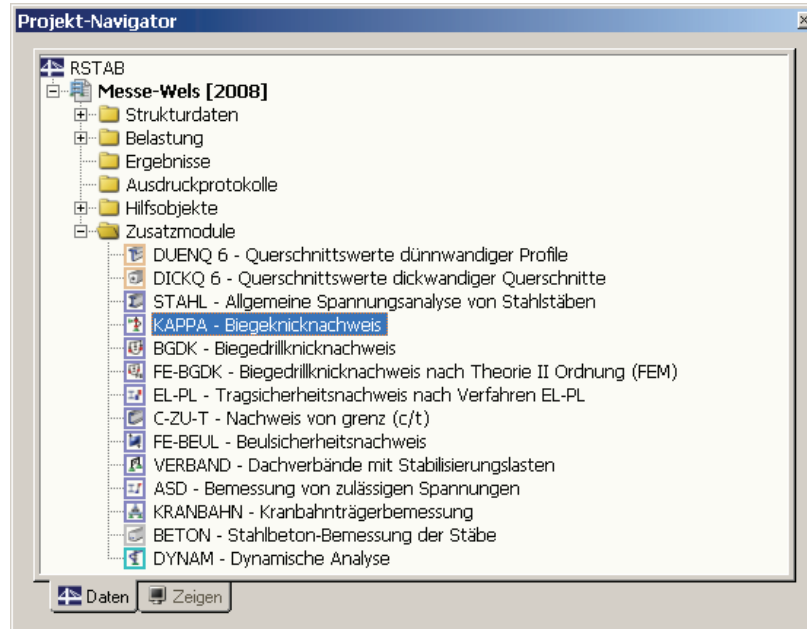 Projekt-Navigator
RSTAB
Messe-Wels [2008]
Strukturdaten
Belastung
Ergebnisse
Ausdruckprotokolle
Hilfsobjekte
Zusatzmodule
DUENQ 6 - Querschnittswerte dünnwandiger Profile
DICKQ 6 - Querschnittswerte dickwandiger Querschnitte
STAHL - Allgemeine Spannungsanalyse von Stahlstäben
KAPPA - Biegeknicknachweis
BGDK - Biegedrillknicknachweis
FE-BGDK - Biegedrillknicknachweis nach Theorie II Ordnung (FEM)
EL-PL - Tragsicherheitsnachweis nach Verfahren EL-PL
C-ZU-T - Nachweis von grenz (c/t)
FE-BEUL - Beulsicherheitsnachweis
VERBAND - Dachverbände mit Stabilisierungslasten
ASD - Bemessung von zulässigen Spannungen
KRANBAHN - Kranbahnträgerbemessung
BETON - Stahlbeton-Bemessung der Stäbe
DYNAM - Dynamische Analyse
Daten Zeigen